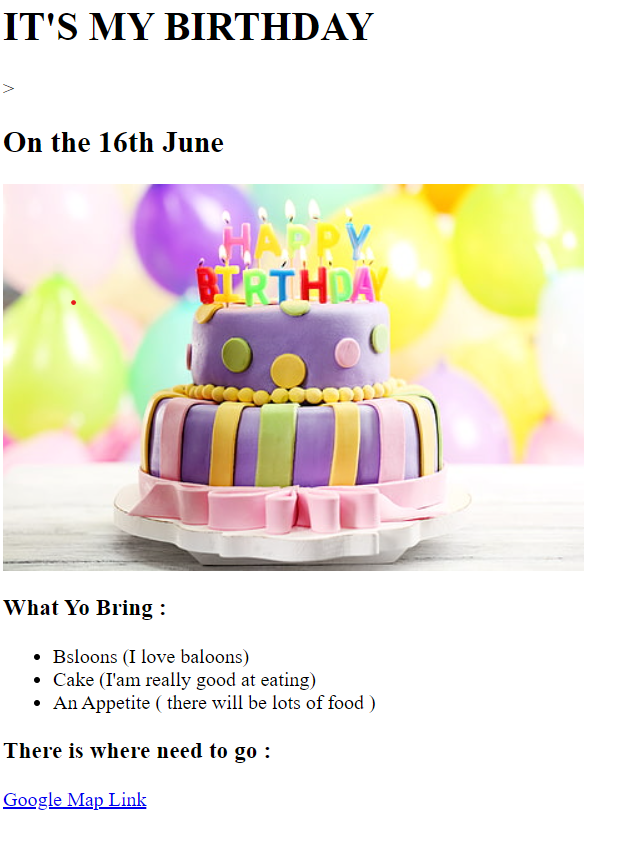 IT'S MY BIRTHDAY
>
On the 16th June
HAPPY
BIRTHDAY
What Yo Bring :
Bsloons (I love baloons)
Cake (I'am really good at eating)
An Appetite ( there will be lots of food )
There is where need to go :
Google Map Link